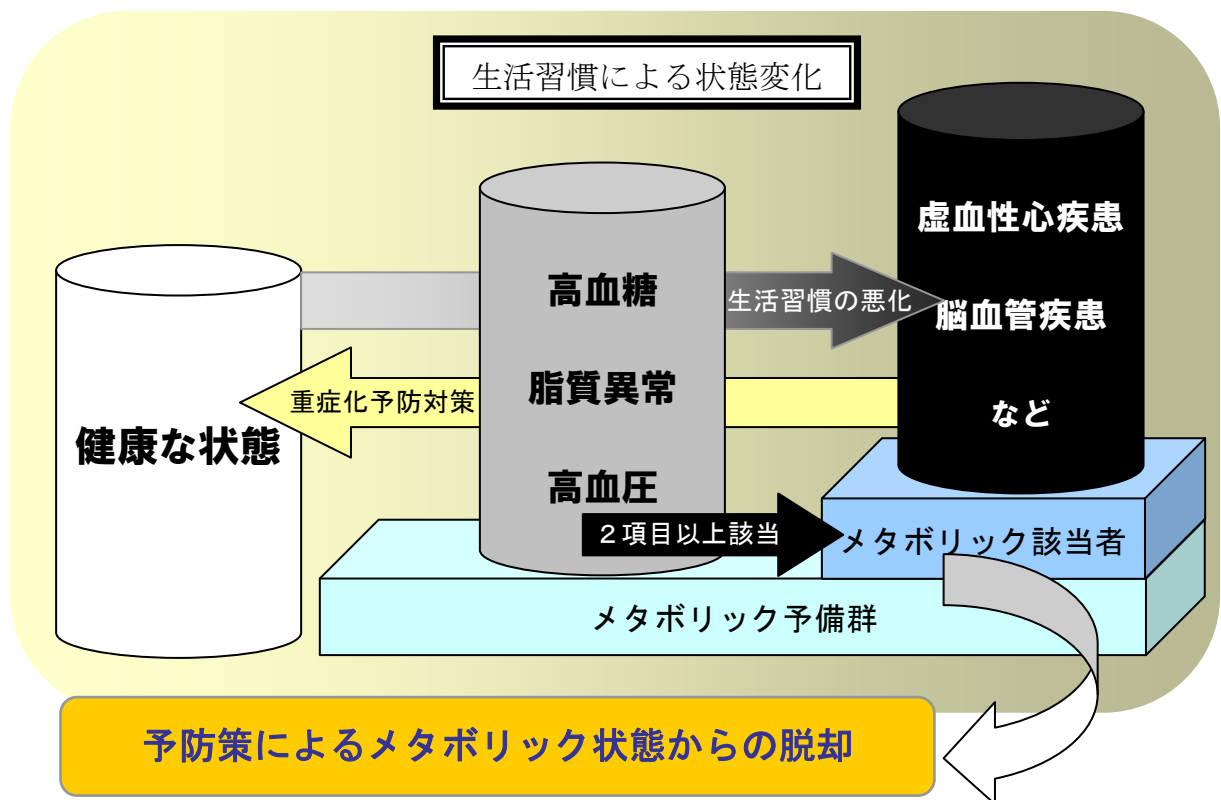 生活習慣による状態変化
虚血性心疾患
脳血管疾患
など
高血糖
脂質異常
高血圧
生活習慣の悪化
重症化予防対策
健康な状態
２項目以上該当
メタボリック該当者
メタボリック予備群
予防策によるメタボリック状態からの脱却